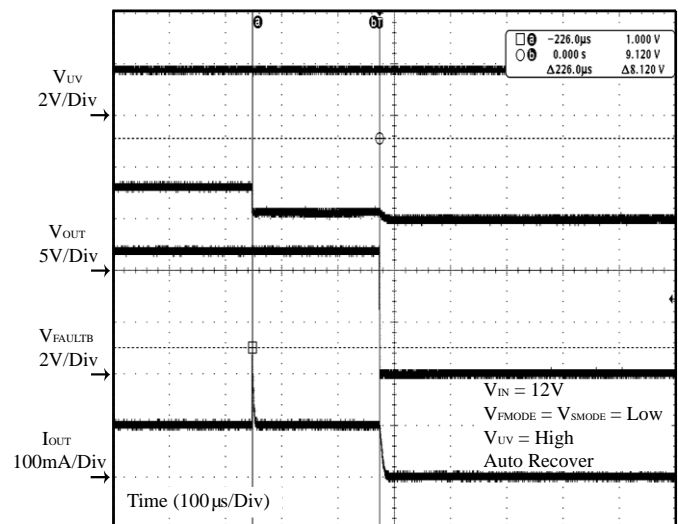 a b T
a -226.0µs 1.000 V
b 0.000 s 9.120 V
Δ226.0µs Δ8.120 V
VUV
2V/Div
VOUT
5V/Div
VFAULTB
2V/Div
IOUT
100mA/Div
VIN = 12V
VFMODE = VSMODE = Low
VUV = High
Auto Recover
Time (100µs/Div)